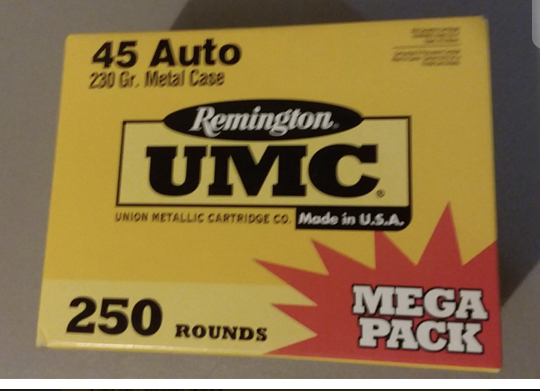 45 Auto
230 Gr. Metal Case
Remington®
UMC®
UNION METALLIC CARTRIDGE CO. Made in U.S.A.
250 ROUNDS
MEGA
PACK